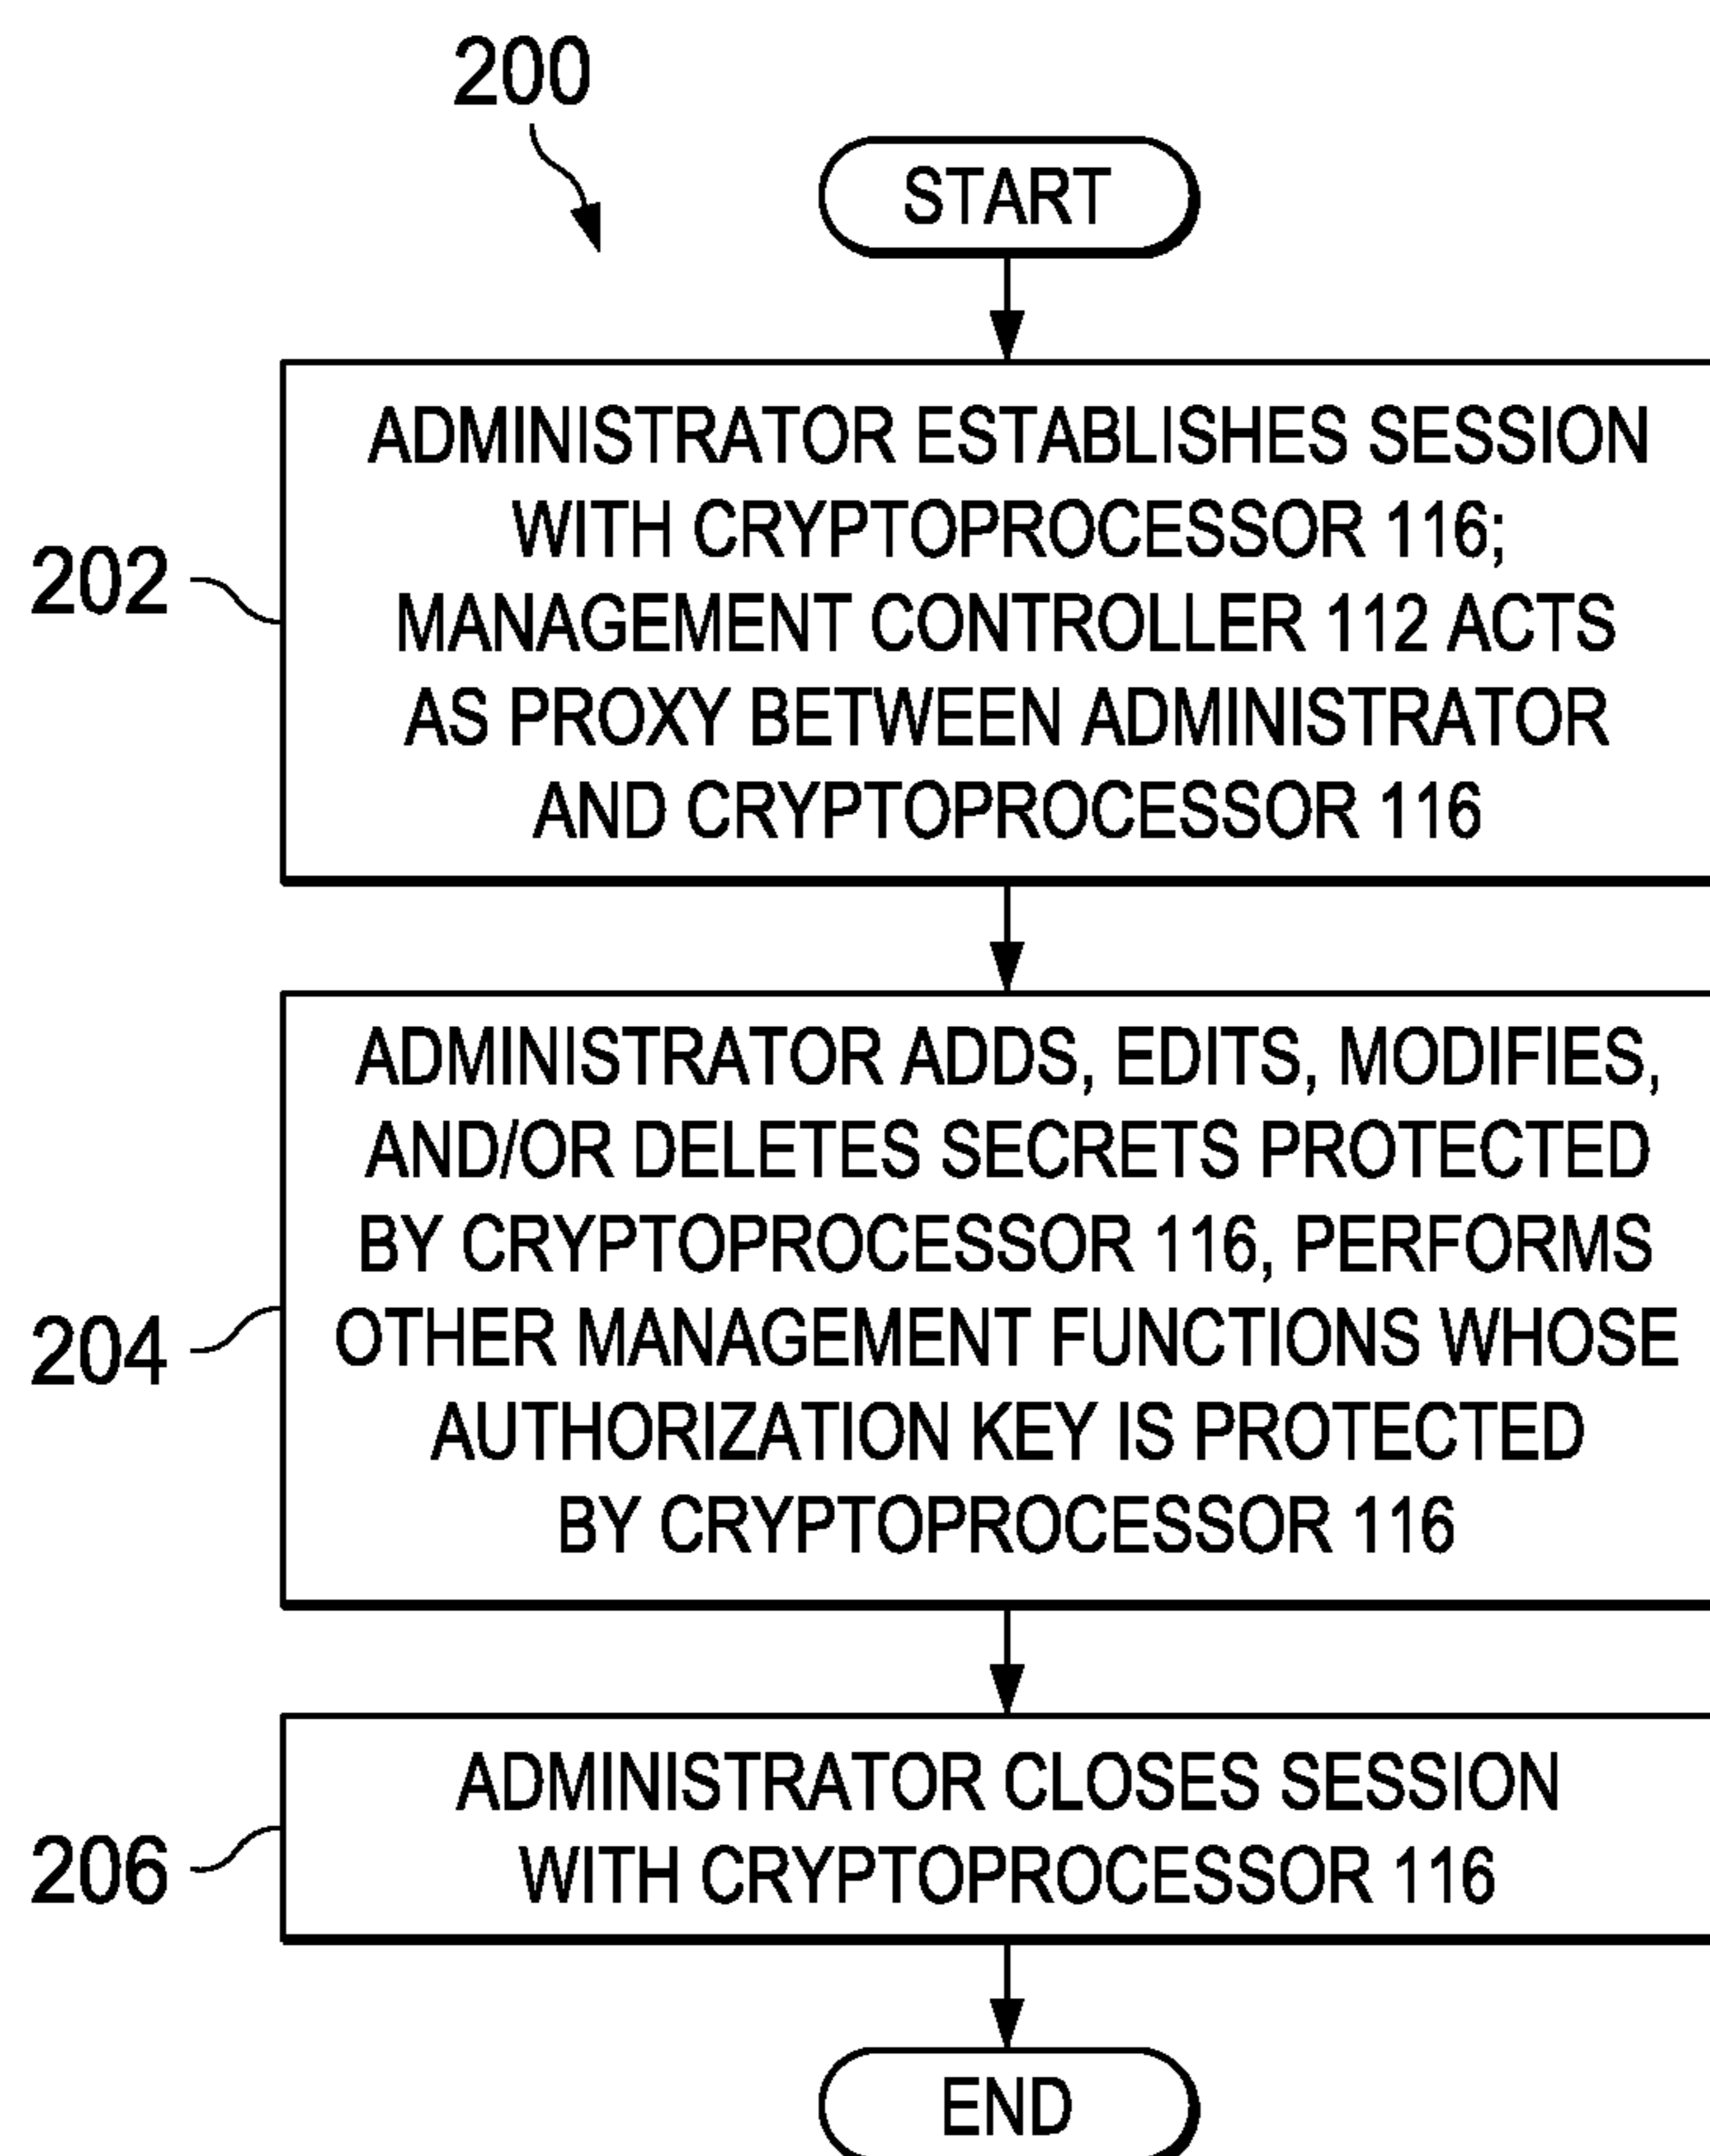 200
START
202
ADMINISTRATOR ESTABLISHES SESSION
WITH CRYPTOPROCESSOR 116;
MANAGEMENT CONTROLLER 112 ACTS
AS PROXY BETWEEN ADMINISTRATOR
AND CRYPTOPROCESSOR 116
204
ADMINISTRATOR ADDS, EDITS, MODIFIES,
AND/OR DELETES SECRETS PROTECTED
BY CRYPTOPROCESSOR 116, PERFORMS
OTHER MANAGEMENT FUNCTIONS WHOSE
AUTHORIZATION KEY IS PROTECTED
BY CRYPTOPROCESSOR 116
206
ADMINISTRATOR CLOSES SESSION
WITH CRYPTOPROCESSOR 116
END